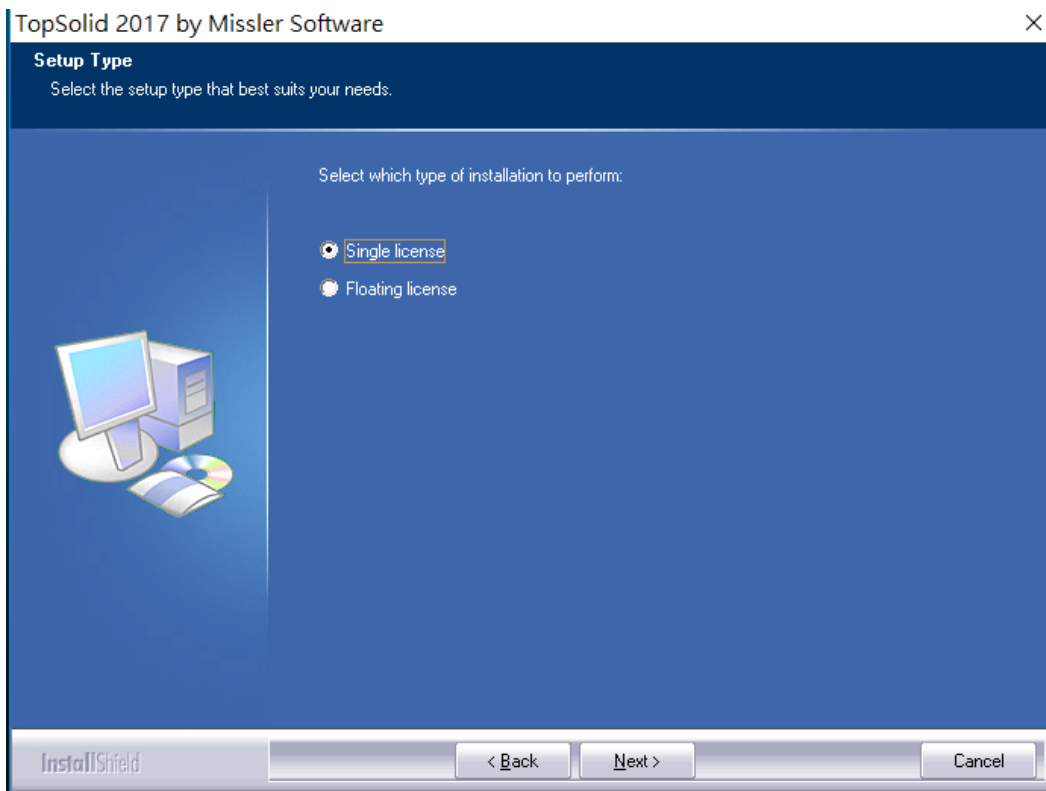 TopSolid 2017 by Missler Software
Setup Type
Select the setup type that best suits your needs.
Select which type of installation to perform:
Single license
Floating license
InstallShield
< Back
Next >
Cancel